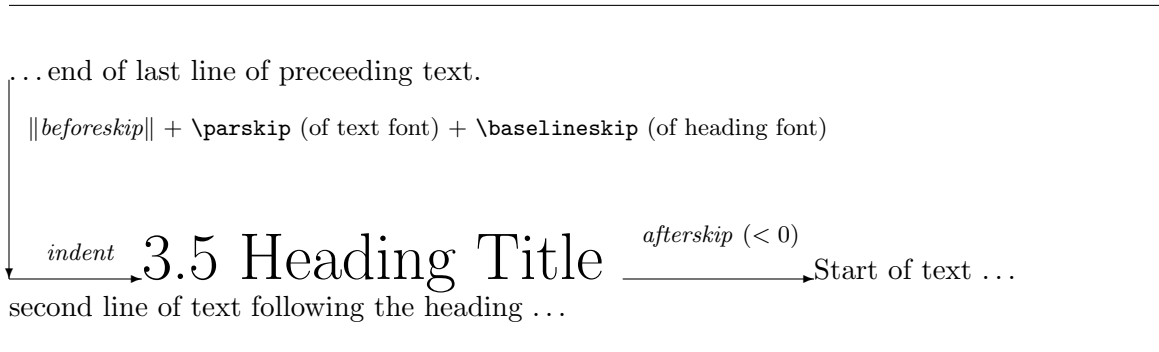 ...end of last line of preceeding text.
‖beforeskip‖ + \parskip (of text font) + \baselineskip (of heading font)
indent 3.5 Heading Title afterskip (< 0) Start of text ...
second line of text following the heading ...